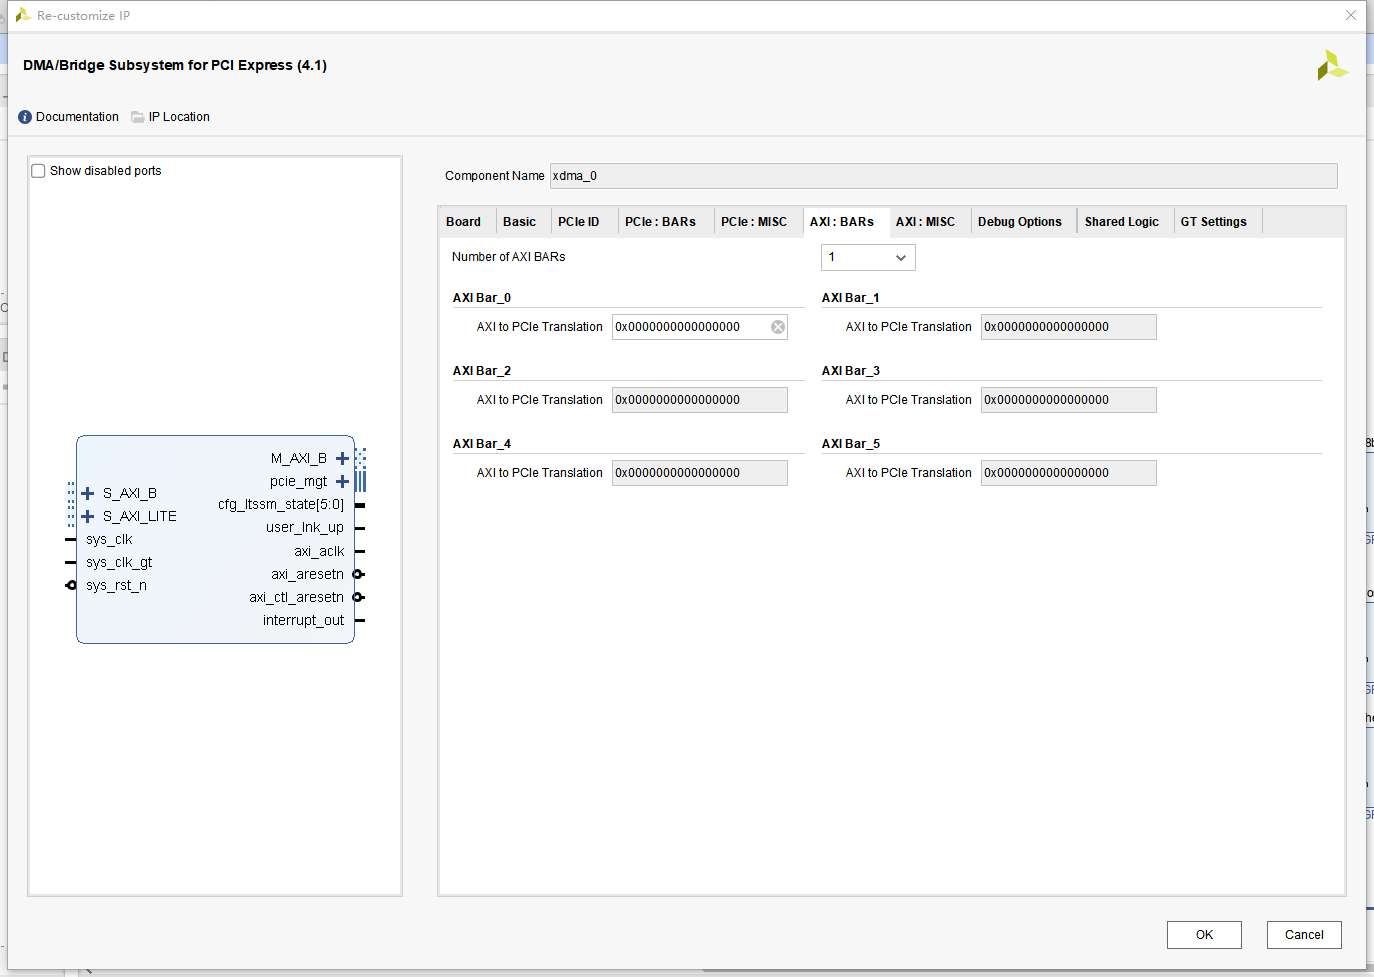 Re-customize IP
DMA/Bridge Subsystem for PCI Express (4.1)
Documentation IP Location
Show disabled ports
Component Name xdma_0
Board Basic PCIe ID PCIe : BARs PCIe : MISC AXI : BARs AXI : MISC Debug Options Shared Logic GT Settings
Number of AXI BARs 1
AXI Bar_0 AXI Bar_1
AXI to PCIe Translation 0x0000000000000000 AXI to PCIe Translation 0x0000000000000000
AXI Bar_2 AXI Bar_3
AXI to PCIe Translation 0x0000000000000000 AXI to PCIe Translation 0x0000000000000000
AXI Bar_4 AXI Bar_5
AXI to PCIe Translation 0x0000000000000000 AXI to PCIe Translation 0x0000000000000000
M_AXI_B
pcie_mgt
S_AXI_B
cfg_ltssm_state[5:0]
S_AXI_LITE
user_lnk_up
sys_clk
axi_aclk
sys_clk_gt
axi_aresetn
sys_rst_n
axi_ctl_aresetn
interrupt_out
OK Cancel